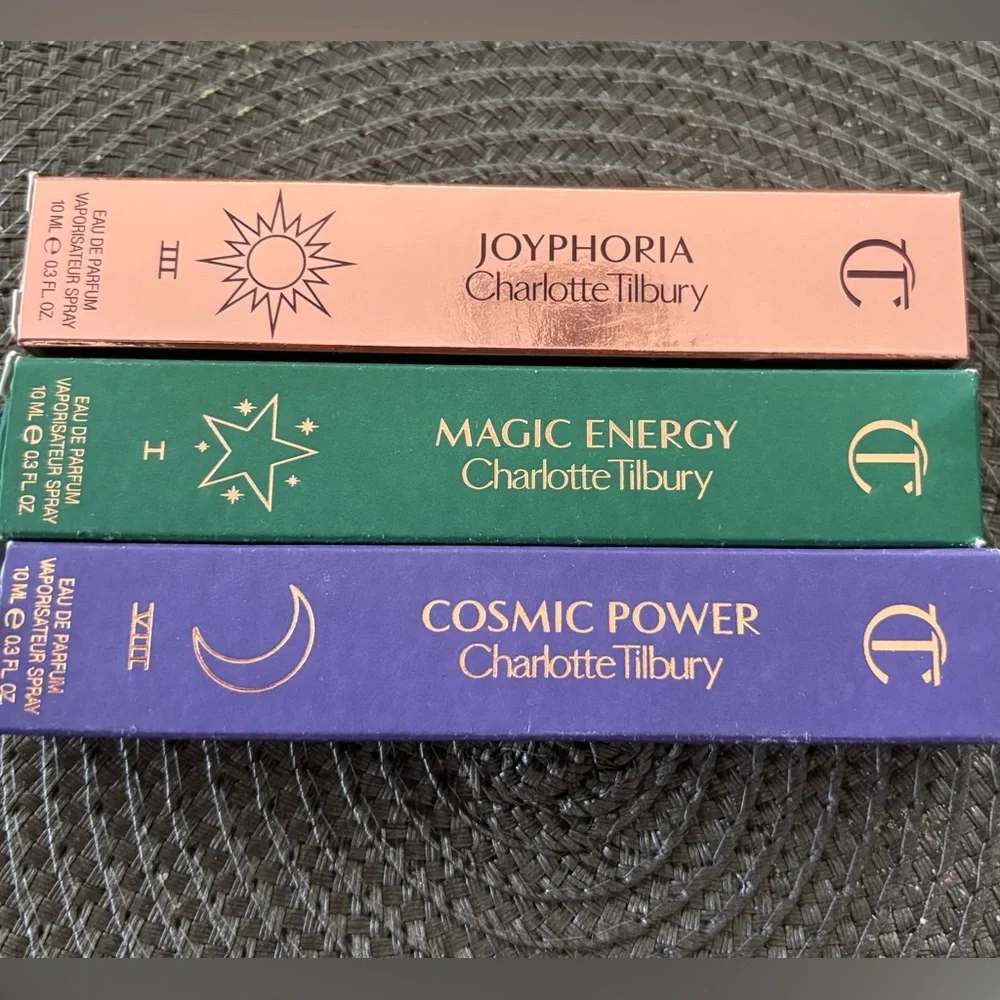 JOYPHORIA
Charlotte Tilbury
CT
III
EAU DE PARFUM
VAPORISATEUR SPRAY
10 ML ℮ 0.3 FL. OZ.
MAGIC ENERGY
Charlotte Tilbury
CT
I
EAU DE PARFUM
VAPORISATEUR SPRAY
10 ML ℮ 0.3 FL. OZ.
COSMIC POWER
Charlotte Tilbury
CT
VIII
EAU DE PARFUM
VAPORISATEUR SPRAY
10 ML ℮ 0.3 FL. OZ.